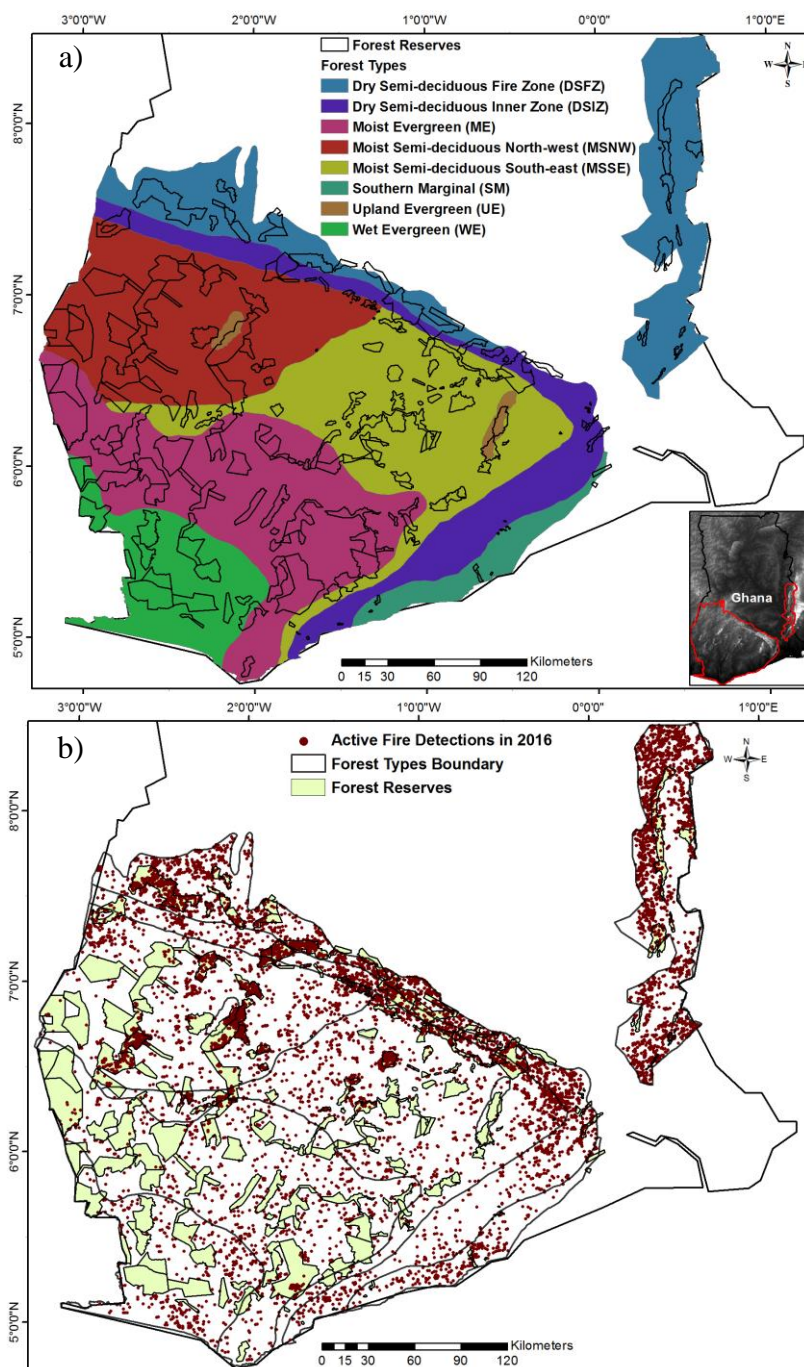 3°0'0"W 2°0'0"W 1°0'0"W 0°0'0" 1°0'0"E
a)
Forest Reserves
Forest Types
Dry Semi-deciduous Fire Zone (DSFZ)
Dry Semi-deciduous Inner Zone (DSIZ)
Moist Evergreen (ME)
Moist Semi-deciduous North-west (MSNW)
Moist Semi-deciduous South-east (MSSE)
Southern Marginal (SM)
Upland Evergreen (UE)
Wet Evergreen (WE)
N
W E
S
8°0'0"N
7°0'0"N
6°0'0"N
5°0'0"N
Ghana
Kilometers
0 15 30 60 90 120
3°0'0"W 2°0'0"W 1°0'0"W 0°0'0" 1°0'0"E
b)
Active Fire Detections in 2016
Forest Types Boundary
Forest Reserves
N
W E
S
8°0'0"N
7°0'0"N
6°0'0"N
5°0'0"N
Kilometers
0 15 30 60 90 120